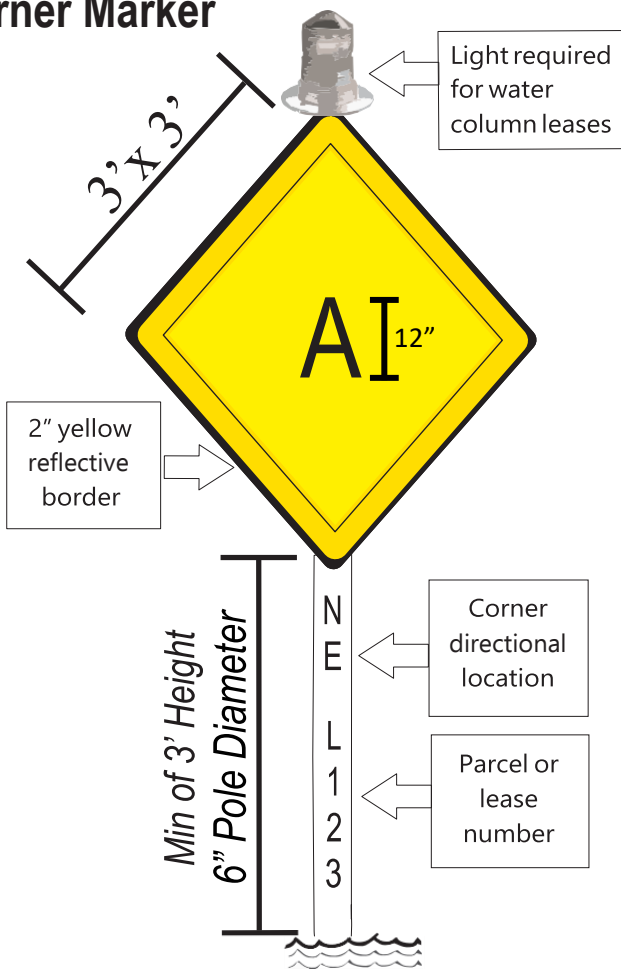 rner Marker
Light required
for water
column leases
3’x 3’
A
12”
2” yellow
reflective
border
N
E
L
1
2
3
Min of 3’ Height
6” Pole Diameter
Corner
directional
location
Parcel or
lease
number